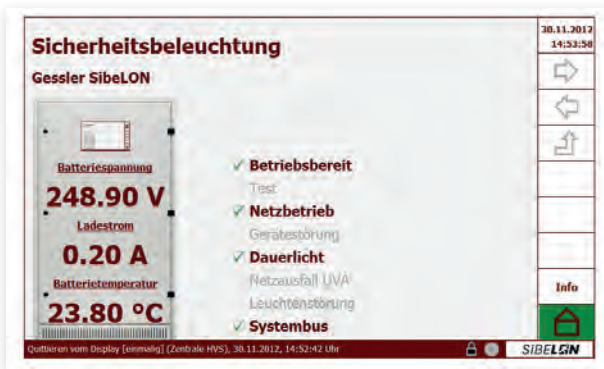 Sicherheitsbeleuchtung
Gessler SibeLON
Batteriespannung
248.90 V
Ladestrom
0.20 A
Batterietemperatur
23.80 °C
✓ Betriebsbereit
Test
✓ Netzbetrieb
Gerätestörung
✓ Dauerlicht
Netzausfall UVA
Leuchtenstörung
✓ Systembus
30.11.2012
14:53:58
Info
Quittieren vom Display [einmalig] (Zentrale HVS), 30.11.2012, 14:52:42 Uhr
SIBELON